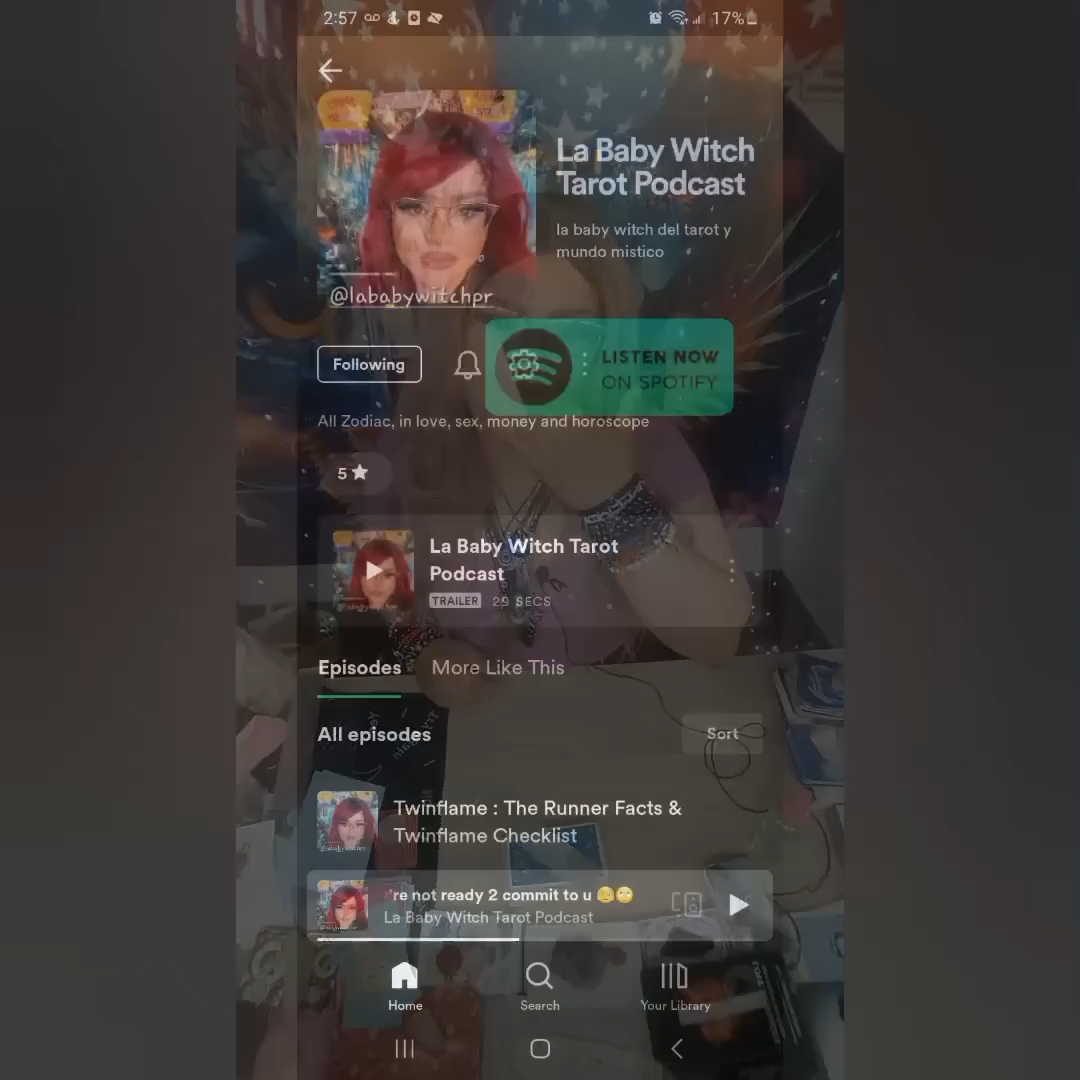 2:57
17%
La Baby Witch
Tarot Podcast
la baby witch del tarot y
mundo mistico
@lababywitchpr
Following
LISTEN NOW
ON SPOTIFY
All Zodiac, in love, sex, money and horoscope
5
La Baby Witch Tarot
Podcast
TRAILER 29 SECS
Episodes More Like This
All episodes
Sort
Twinflame : The Runner Facts &
Twinflame Checklist
're not ready 2 commit to u 🫡🙄
La Baby Witch Tarot Podcast
Home Search Your Library